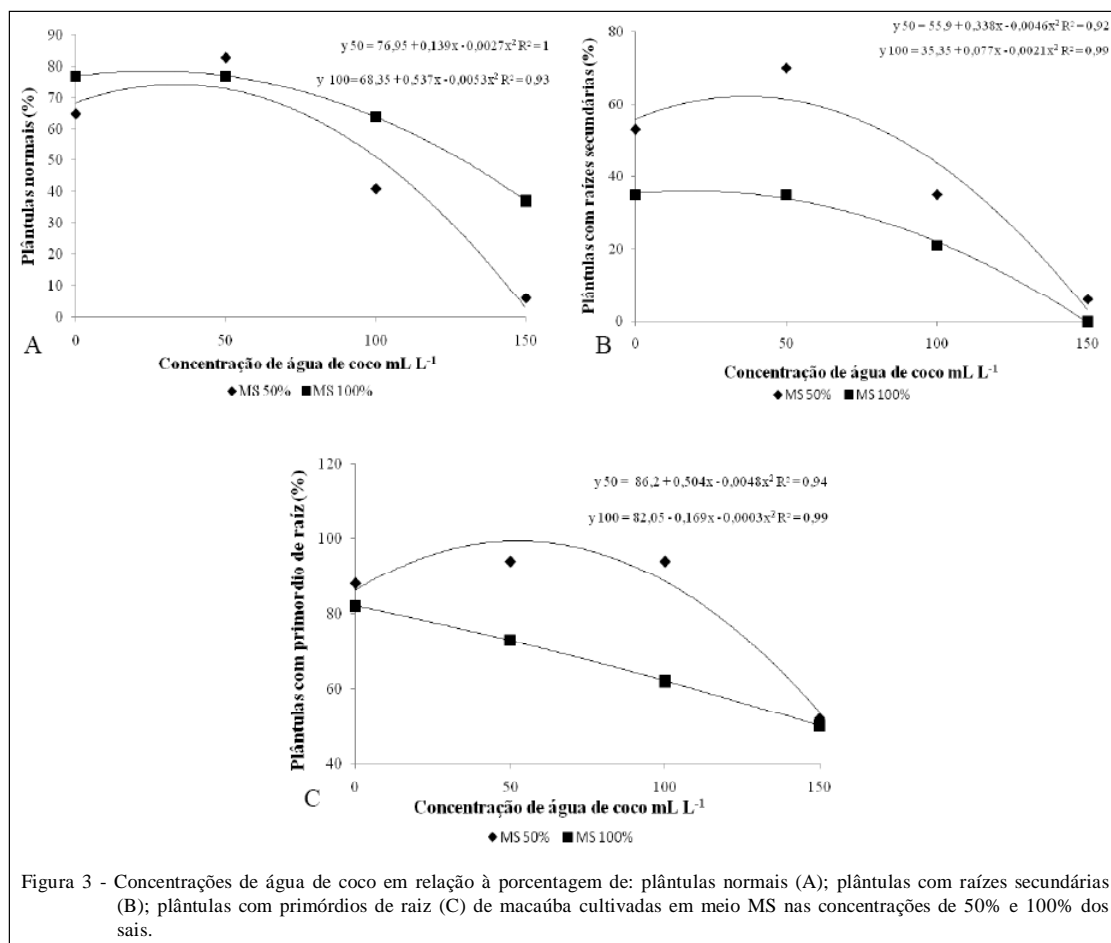 y50 = 76,95 + 0,139x - 0,0027x² R² = 1
y 100 = 68,35 + 0,537x - 0,0053x² R² = 0,93
Plântulas normais (%)
90
80
70
60
50
40
30
20
10
0
0 50 100 150
A
Concentração de água de coco mL L⁻¹
◆ MS 50% ■ MS 100%
y50 = 55,9 + 0,338x - 0,0046x² R² = 0,92
y100 = 35,35 + 0,077x - 0,0021x² R² = 0,99
Plântulas com raízes secundárias (%)
80
60
40
20
0
0 50 100 150
B
Concentração de água de coco mL L⁻¹
◆ MS 50% ■ MS 100%
y50 = 86,2 + 0,504x - 0,0048x² R² = 0,94
y100 = 82,05 - 0,169x - 0,0003x² R² = 0,99
Plântulas com primordio de raíz (%)
120
100
80
60
40
0 50 100 150
C
Concentração de água de coco mL L⁻¹
◆ MS 50% ■ MS 100%
Figura 3 - Concentrações de água de coco em relação à porcentagem de: plântulas normais (A); plântulas com raízes secundárias
(B); plântulas com primórdios de raiz (C) de macaúba cultivadas em meio MS nas concentrações de 50% e 100% dos
sais.